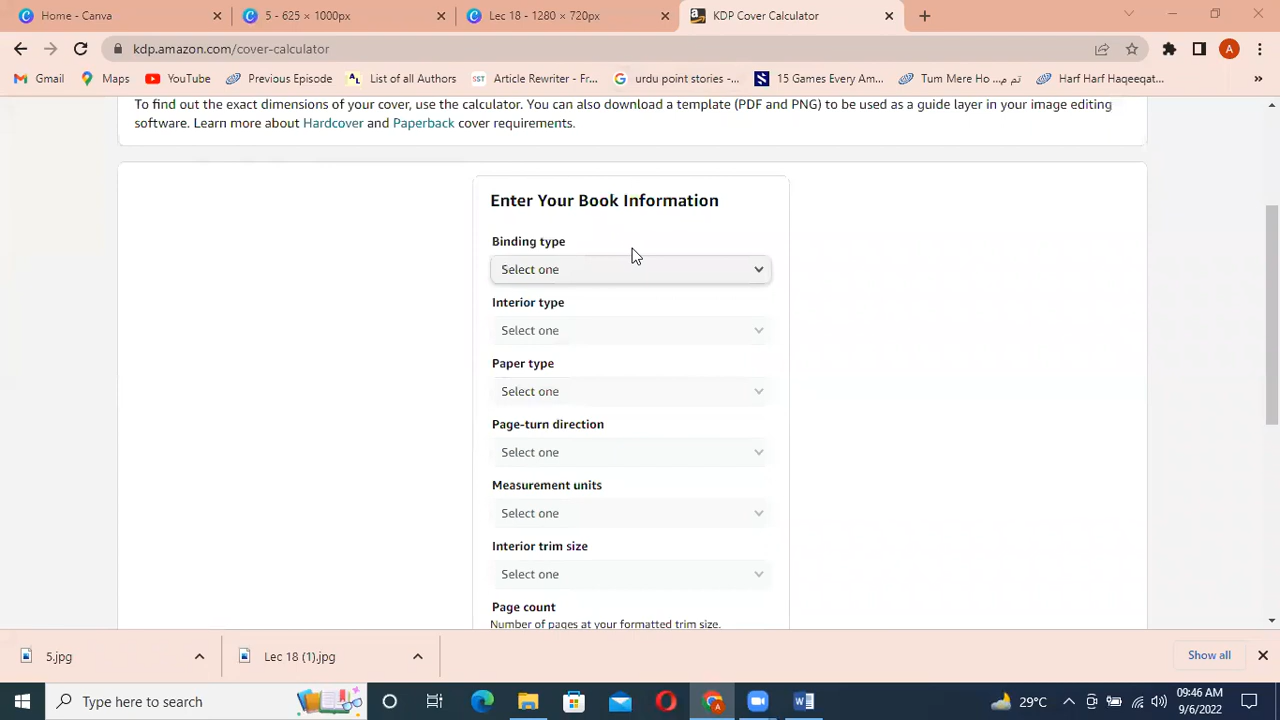 Home - Canva
5 - 625 × 1000px
Lec 18 - 1280 × 720px
KDP Cover Calculator
kdp.amazon.com/cover-calculator
A
Gmail
Maps
YouTube
Previous Episode
List of all Authors
Article Rewriter - Fr...
urdu point stories -...
15 Games Every Am...
Tum Mere Ho ...تم م
Harf Harf Haqeeqat...
»
To find out the exact dimensions of your cover, use the calculator. You can also download a template (PDF and PNG) to be used as a guide layer in your image editing
software. Learn more about Hardcover and Paperback cover requirements.
Enter Your Book Information
Binding type
Select one
Interior type
Select one
Paper type
Select one
Page-turn direction
Select one
Measurement units
Select one
Interior trim size
Select one
Page count
Number of pages at your formatted trim size.
5.jpg
Lec 18 (1).jpg
Show all
Type here to search
29°C
09:46 AM
9/6/2022